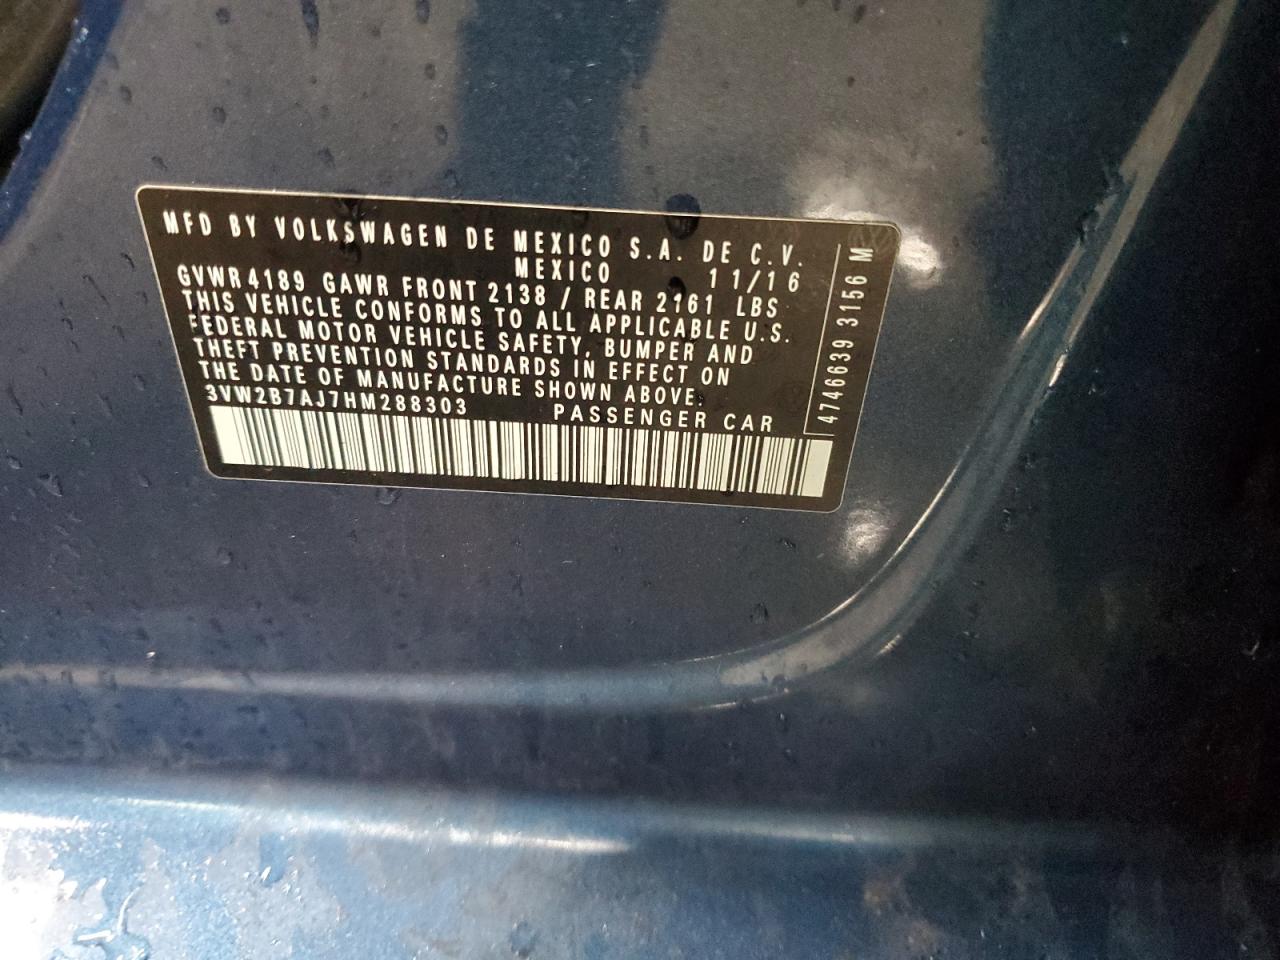 MFD BY VOLKSWAGEN DE MEXICO S.A. DE C.V.
MEXICO 11/16
GVWR 4189 GAWR FRONT 2138 / REAR 2161 LBS
THIS VEHICLE CONFORMS TO ALL APPLICABLE U.S.
FEDERAL MOTOR VEHICLE SAFETY, BUMPER AND
THEFT PREVENTION STANDARDS IN EFFECT ON
THE DATE OF MANUFACTURE SHOWN ABOVE.
3VW2B7AJ7HM288303 PASSENGER CAR
4746639 3156 M